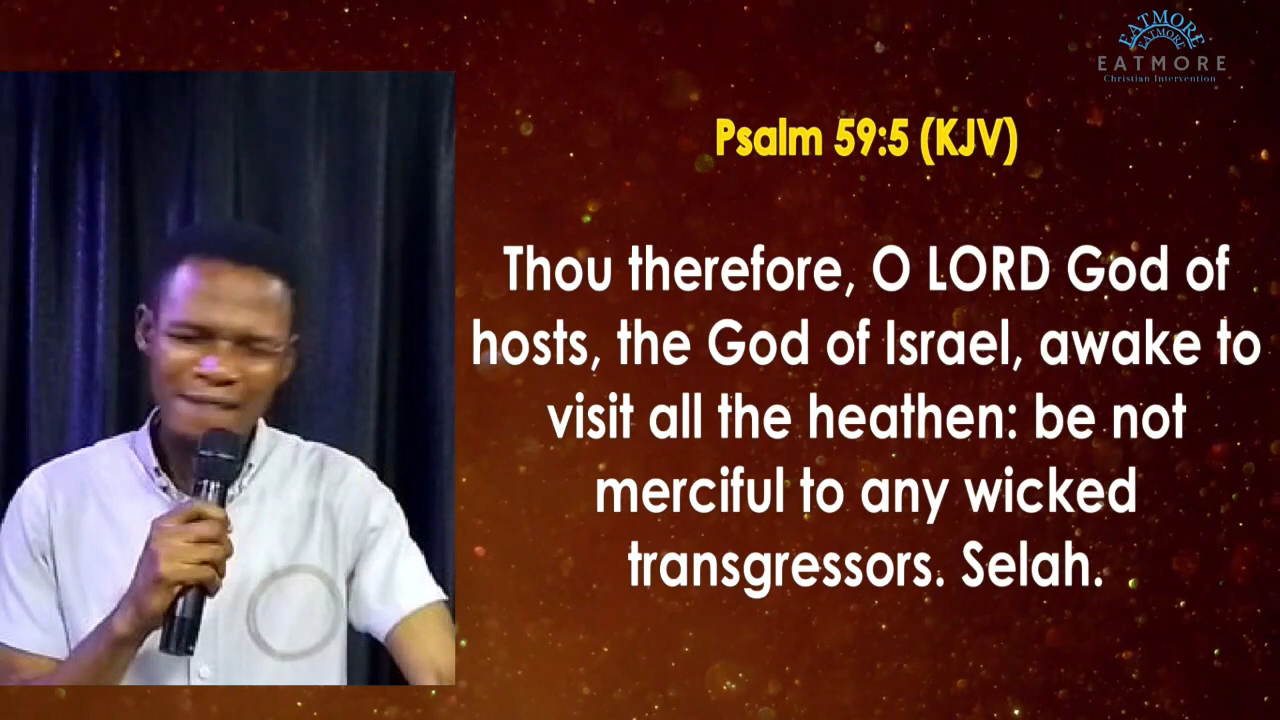 EATMORE
EATMORE
EATMORE
Christian Intervention
Psalm 59:5 (KJV)
Thou therefore, O LORD God of
hosts, the God of Israel, awake to
visit all the heathen: be not
merciful to any wicked
transgressors. Selah.